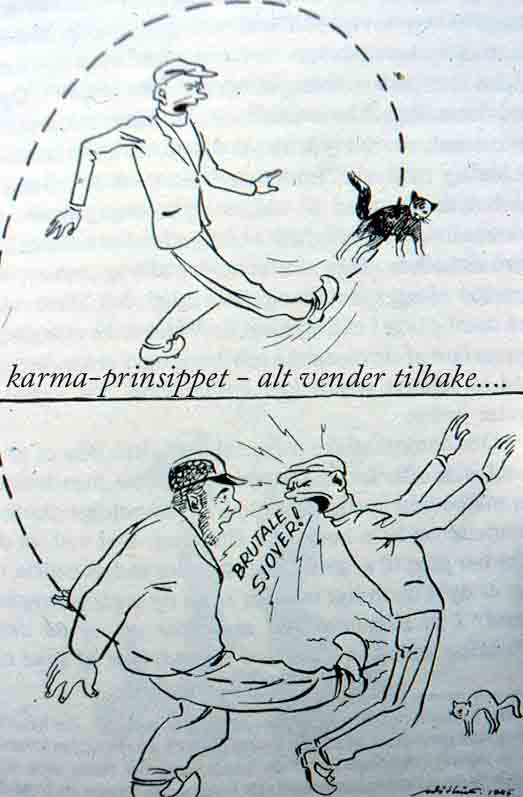 karma-prinsippet - alt vender tilbake....
BRUTALE
SJOVER!